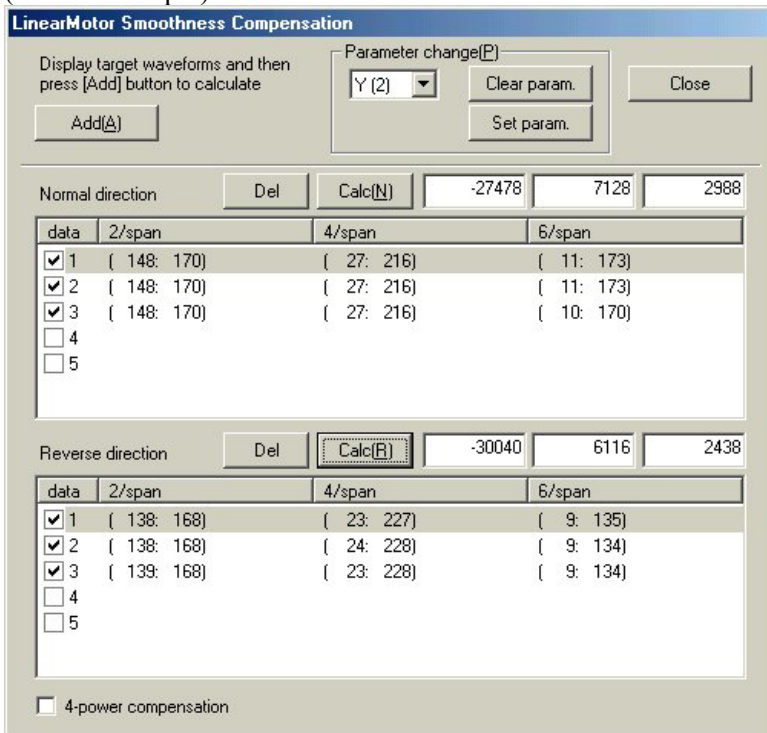 LinearMotor Smoothness Compensation
Display target waveforms and then
press [Add] button to calculate
Add(A)
Parameter change(P)
Y (2)
Clear param.
Set param.
Close
Normal direction Del Calc(N) -27478 7128 2988
data 2/span 4/span 6/span
1 ( 148: 170) ( 27: 216) ( 11: 173)
2 ( 148: 170) ( 27: 216) ( 11: 173)
3 ( 148: 170) ( 27: 216) ( 10: 170)
4
5
Reverse direction Del Calc(R) -30040 6116 2438
data 2/span 4/span 6/span
1 ( 138: 168) ( 23: 227) ( 9: 135)
2 ( 138: 168) ( 24: 228) ( 9: 134)
3 ( 139: 168) ( 23: 228) ( 9: 134)
4
5
4-power compensation